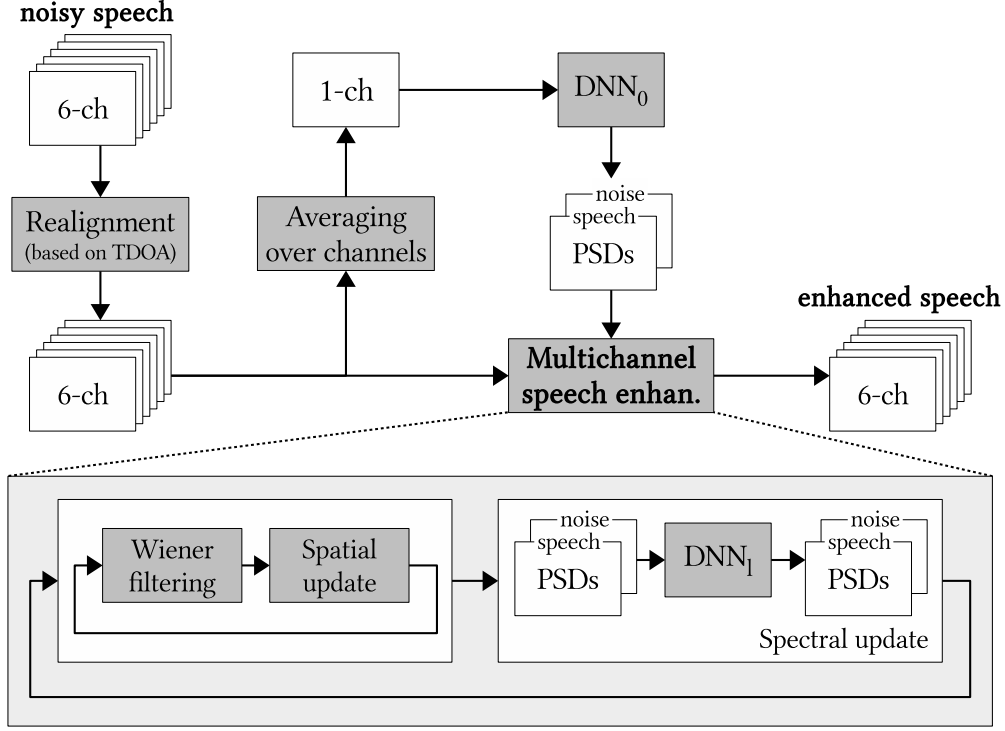 noisy speech
6-ch
Realignment
(based on TDOA)
6-ch
1-ch
Averaging
over channels
DNN0
noise
speech
PSDs
Multichannel
speech enhan.
enhanced speech
6-ch
Wiener
filtering
Spatial
update
noise
speech
PSDs
DNNl
noise
speech
PSDs
Spectral update